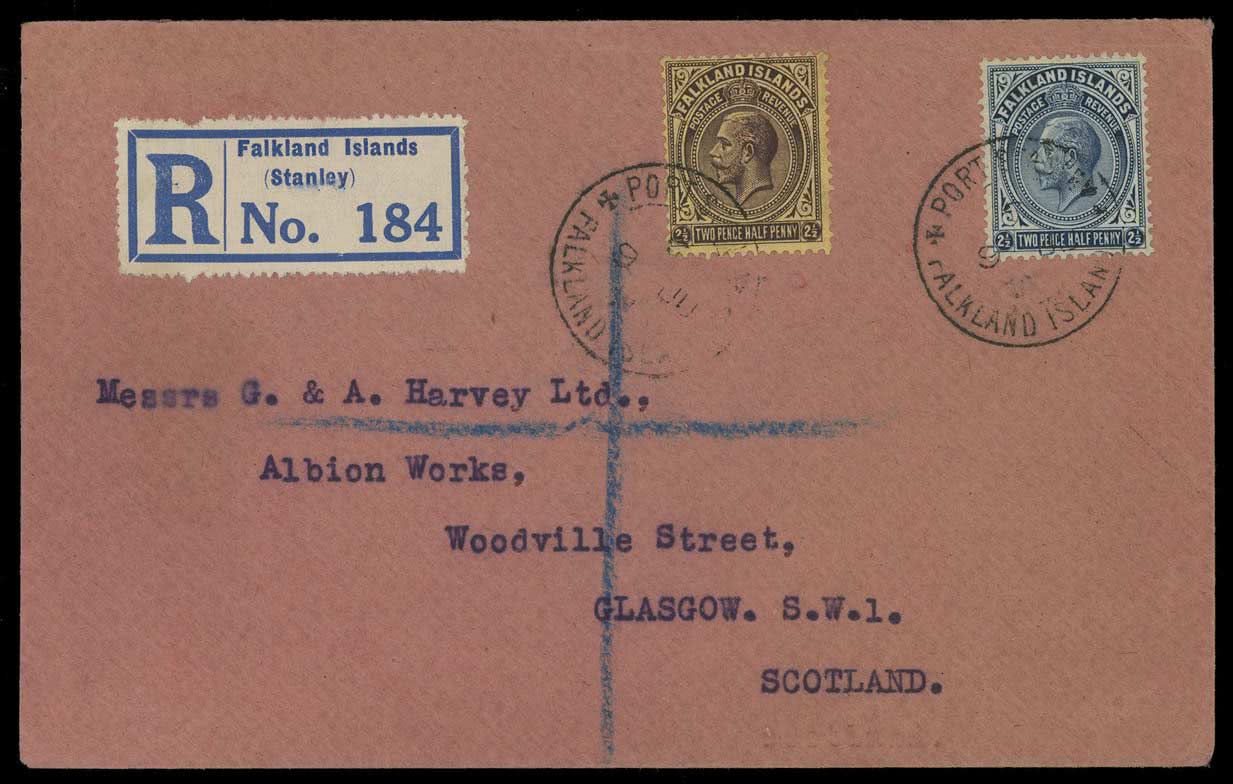 R
Falkland Islands
(Stanley)
No. 184
FALKLAND ISLANDS
POSTAGE REVENUE
2½ TWO PENCE HALF PENNY 2½
FALKLAND ISLANDS
POSTAGE REVENUE
2½ TWO PENCE HALF PENNY 2½
FALKLAND
9
PORT
FALKLAND ISLAN
9
Messrs G. & A. Harvey Ltd.,
Albion Works,
Woodville Street,
GLASGOW. S.W.1.
SCOTLAND.